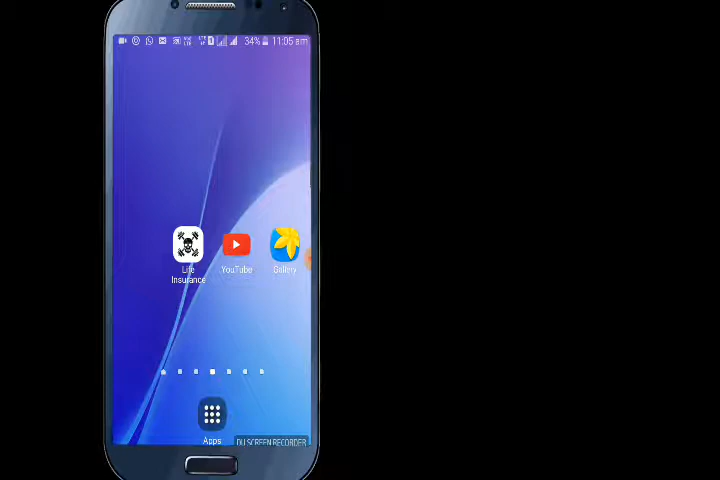 34% 11:05 am
Life
Insurance
YouTube
Gallery
Apps
DU SCREEN RECORDER